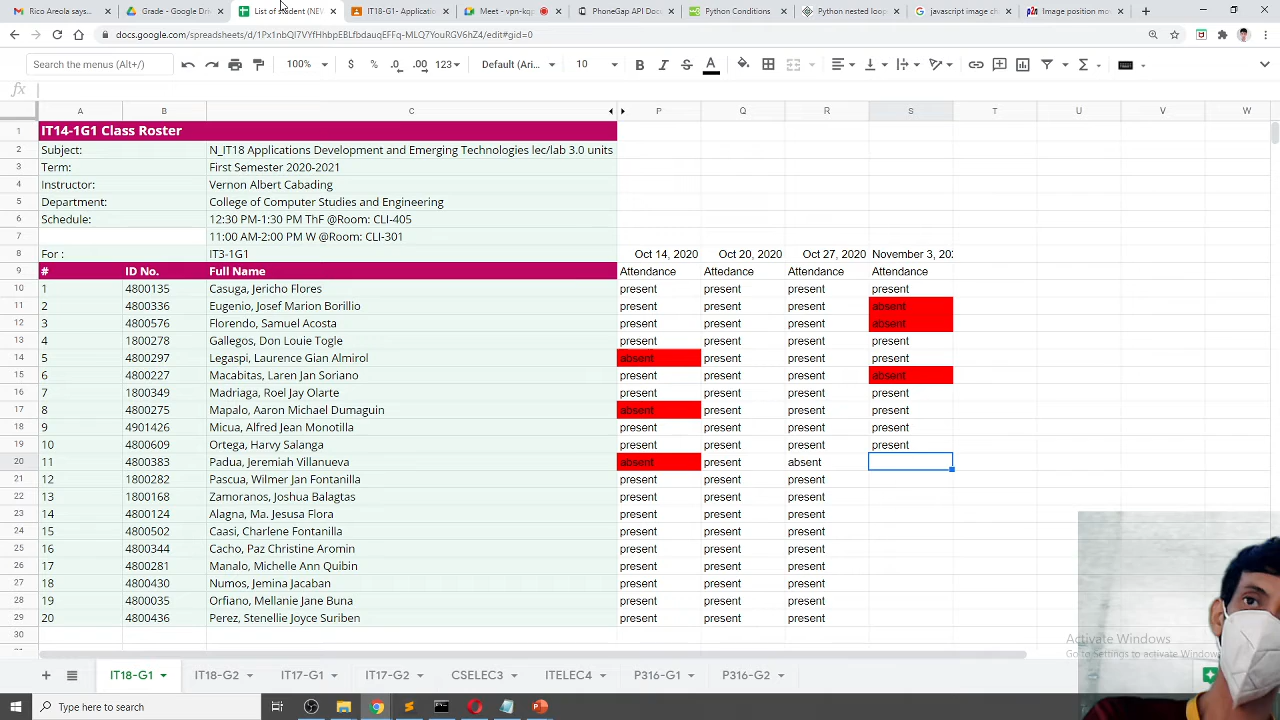 Rico Areola uses Google Driv List of student (NEV IT18-G1- Application Meet - vyn-kq PhoneGap API Doc Python Conditions Python nested loop javascript image cha Image position mo
docs.google.com/spreadsheets/d/1Px1nbQI7VYfHhbpEBLfbdauqEFFq-MLQ7YouRGV6hZ4/edit#gid=0
Search the menus (Alt+/) 100% $ % .0 .00 123 Default (Ari... 10 B I S A Σ
fx
A B C P Q R S T U V W
1 IT14-1G1 Class Roster
2 Subject: N_IT18 Applications Development and Emerging Technologies lec/lab 3.0 units
3 Term: First Semester 2020-2021
4 Instructor: Vernon Albert Cabading
5 Department: College of Computer Studies and Engineering
6 Schedule: 12:30 PM-1:30 PM ThF @Room: CLI-405
7 11:00 AM-2:00 PM W @Room: CLI-301
8 For : IT3-1G1 Oct 14, 2020 Oct 20, 2020 Oct 27, 2020 November 3, 202
9 # ID No. Full Name Attendance Attedance Attardance Attedance
10 1 4800135 Casuga, Jericho Flores present present present present
11 2 4800336 Eugenio, Josef Marion Borillio present present present absent
12 3 4800576 Florendo, Samuel Acosta present present present absent
13 4 1800278 Gallegos, Don Louie Togle present present present present
14 5 4800297 Legaspi, Laurence Gian Almirol absent present present present
15 6 4800227 Macabitas, Laren Jan Soriano present present present absent
16 7 1800349 Madriaga, Roel Jay Olarte present present present present
17 8 4800275 Mapalo, Aaron Michael Dumaguin absent present present present
18 9 4901426 Micua, Alfred Jean Monotilla present present present present
19 10 4800609 Ortega, Harvy Salanga present present present present
20 11 4800383 Padua, Jeremiah Villanueva absent present absent
21 12 1800282 Pascua, Wilmer Jan Fontanilla present present present
22 13 1800168 Zamoranos, Joshua Balagtas present present present
23 14 4800124 Alagna, Ma. Jesusa Flora present present present
24 15 4800502 Caasi, Charlene Fontanilla present present present
25 16 4800344 Cacho, Paz Christine Aromin present present present
26 17 4800281 Manalo, Michelle Ann Quibin present present present
27 18 4800430 Numos, Jemina Jacaban present present present
28 19 4800035 Orfiano, Mellanie Jane Buna present present present
29 20 4800436 Perez, Stenellie Joyce Suriben present present present
30
Activate Windows
Go to Settings to activate Window
IT18-G1 IT18-G2 IT17-G1 IT17-G2 CSELEC3 ITELEC4 P316-G1 P316-G2
Type here to search